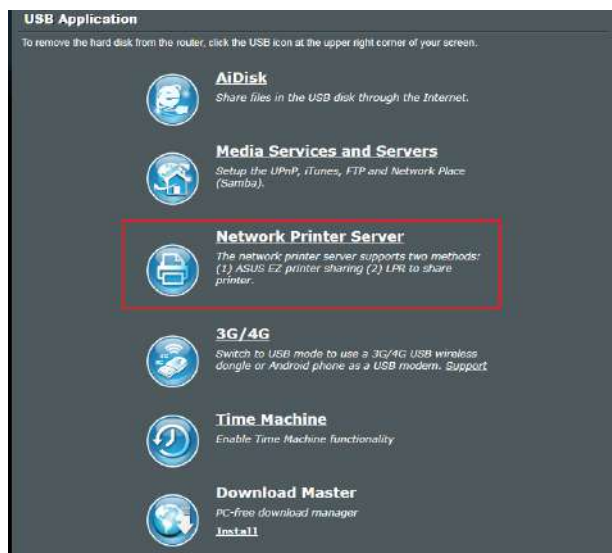 USB Application
To remove the hard disk from the router, click the USB icon at the upper right corner of your screen.
AiDisk
Share files in the USB disk through the Internet.
Media Services and Servers
Setup the UPnP, iTunes, FTP and Network Place
(Samba).
Network Printer Server
The network printer server supports two methods:
(1) ASUS EZ printer sharing (2) LPR to share
printer.
3G/4G
Switch to USB mode to use a 3G/4G USB wireless
dongle or Android phone as a USB modem. Support
Time Machine
Enable Time Machine functionality
Download Master
PC-free download manager
Install